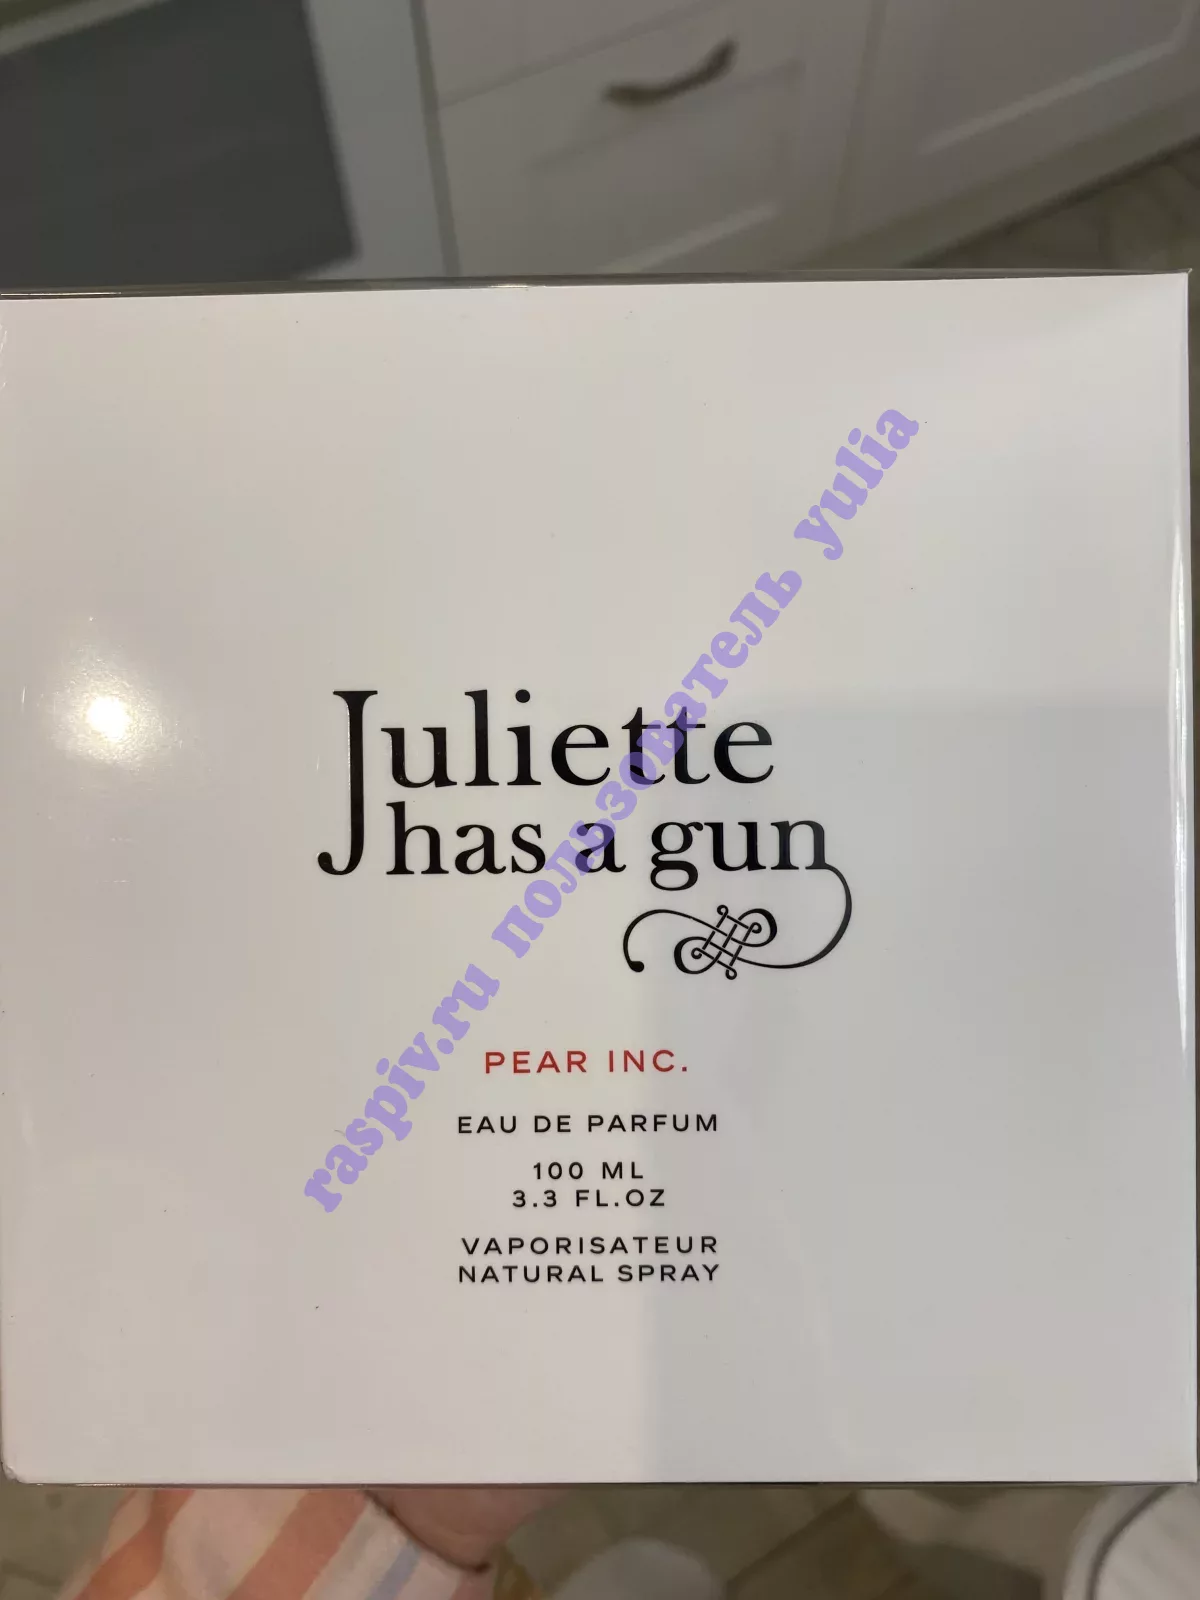 Juliette
has a gun
PEAR INC.
EAU DE PARFUM
100 ML
3.3 FL.OZ
VAPORISATEUR
NATURAL SPRAY
raspiv.ru пользователь yulia